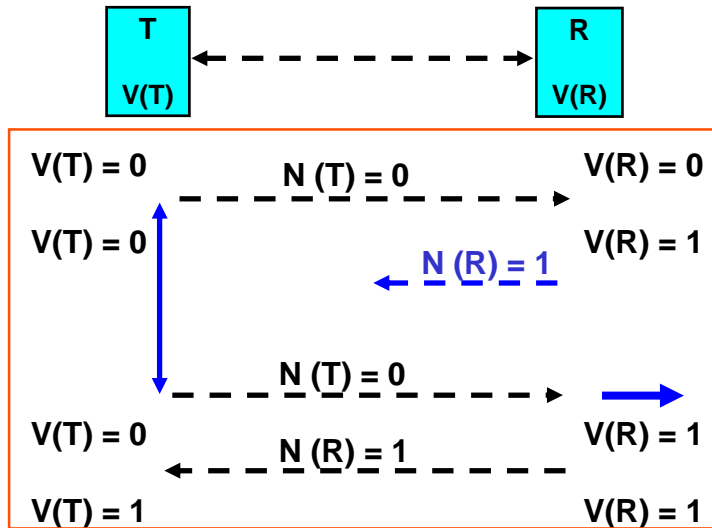 T R
V(T) V(R)
V(T) = 0 N (T) = 0 V(R) = 0
V(T) = 0 V(R) = 1
N (R) = 1
N (T) = 0
V(T) = 0 N (R) = 1 V(R) = 1
V(T) = 1 V(R) = 1